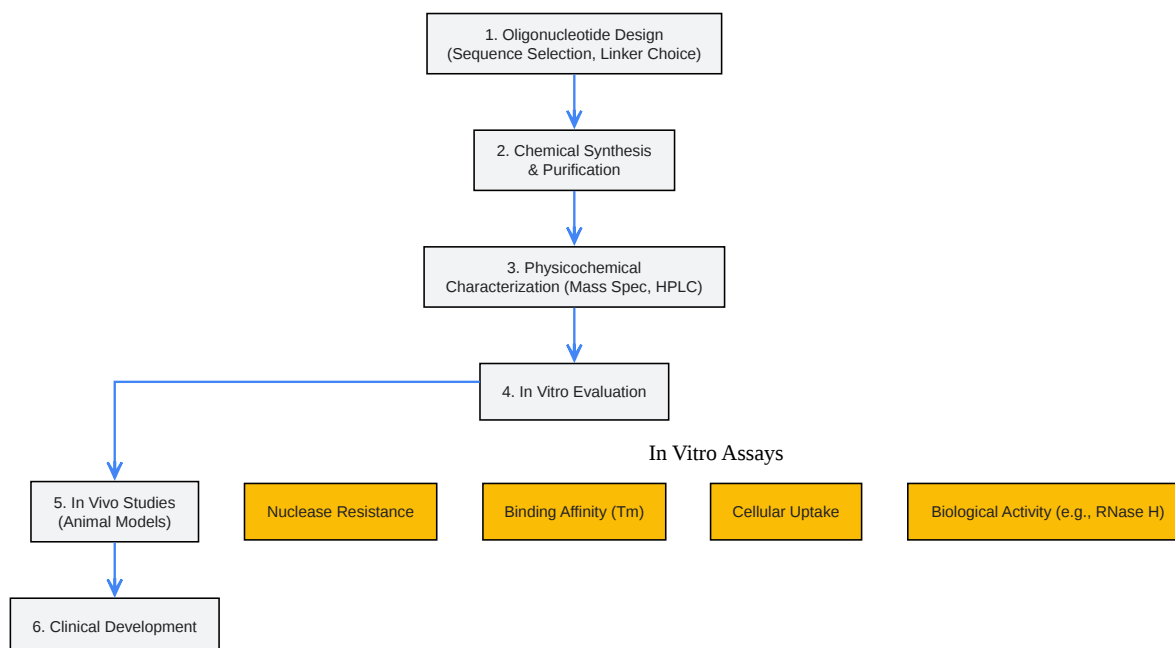 1. Oligonucleotide Design
(Sequence Selection, Linker Choice)
2. Chemical Synthesis
& Purification
3. Physicochemical
Characterization (Mass Spec, HPLC)
4. In Vitro Evaluation
In Vitro Assays
5. In Vivo Studies
(Animal Models)
Nuclease Resistance
Binding Affinity (Tm)
Cellular Uptake
Biological Activity (e.g., RNase H)
6. Clinical Development